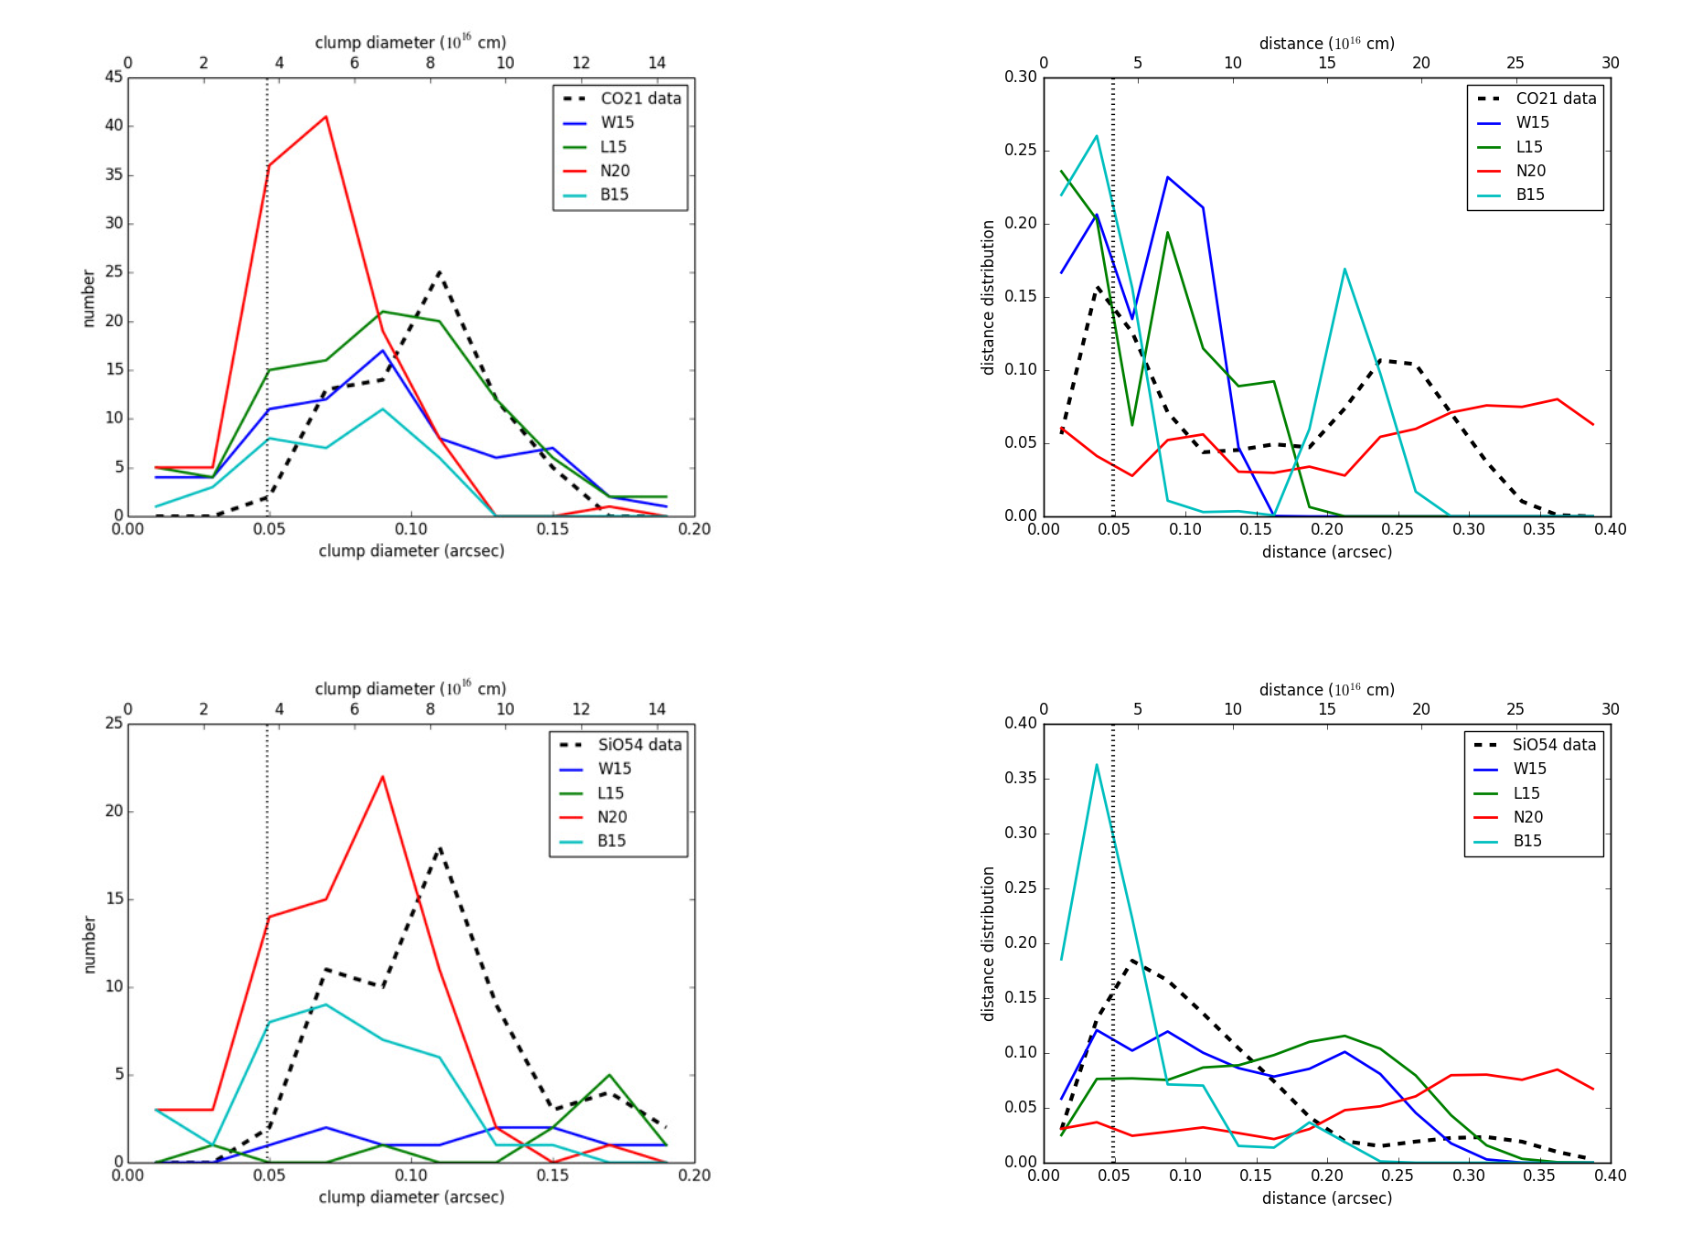 clump diameter (10^16 cm)
0 2 4 6 8 10 12 14
45
40
35
30
25
20
15
10
5
0
number
CO21 data
W15
L15
N20
B15
0.00 0.05 0.10 0.15 0.20
clump diameter (arcsec)
distance (10^16 cm)
0 5 10 15 20 25 30
0.30
0.25
0.20
0.15
0.10
0.05
0.00
distance distribution
CO21 data
W15
L15
N20
B15
0.00 0.05 0.10 0.15 0.20 0.25 0.30 0.35 0.40
distance (arcsec)
clump diameter (10^16 cm)
0 2 4 6 8 10 12 14
25
20
15
10
5
0
number
SiO54 data
W15
L15
N20
B15
0.00 0.05 0.10 0.15 0.20
clump diameter (arcsec)
distance (10^16 cm)
0 5 10 15 20 25 30
0.40
0.35
0.30
0.25
0.20
0.15
0.10
0.05
0.00
distance distribution
SiO54 data
W15
L15
N20
B15
0.00 0.05 0.10 0.15 0.20 0.25 0.30 0.35 0.40
distance (arcsec)